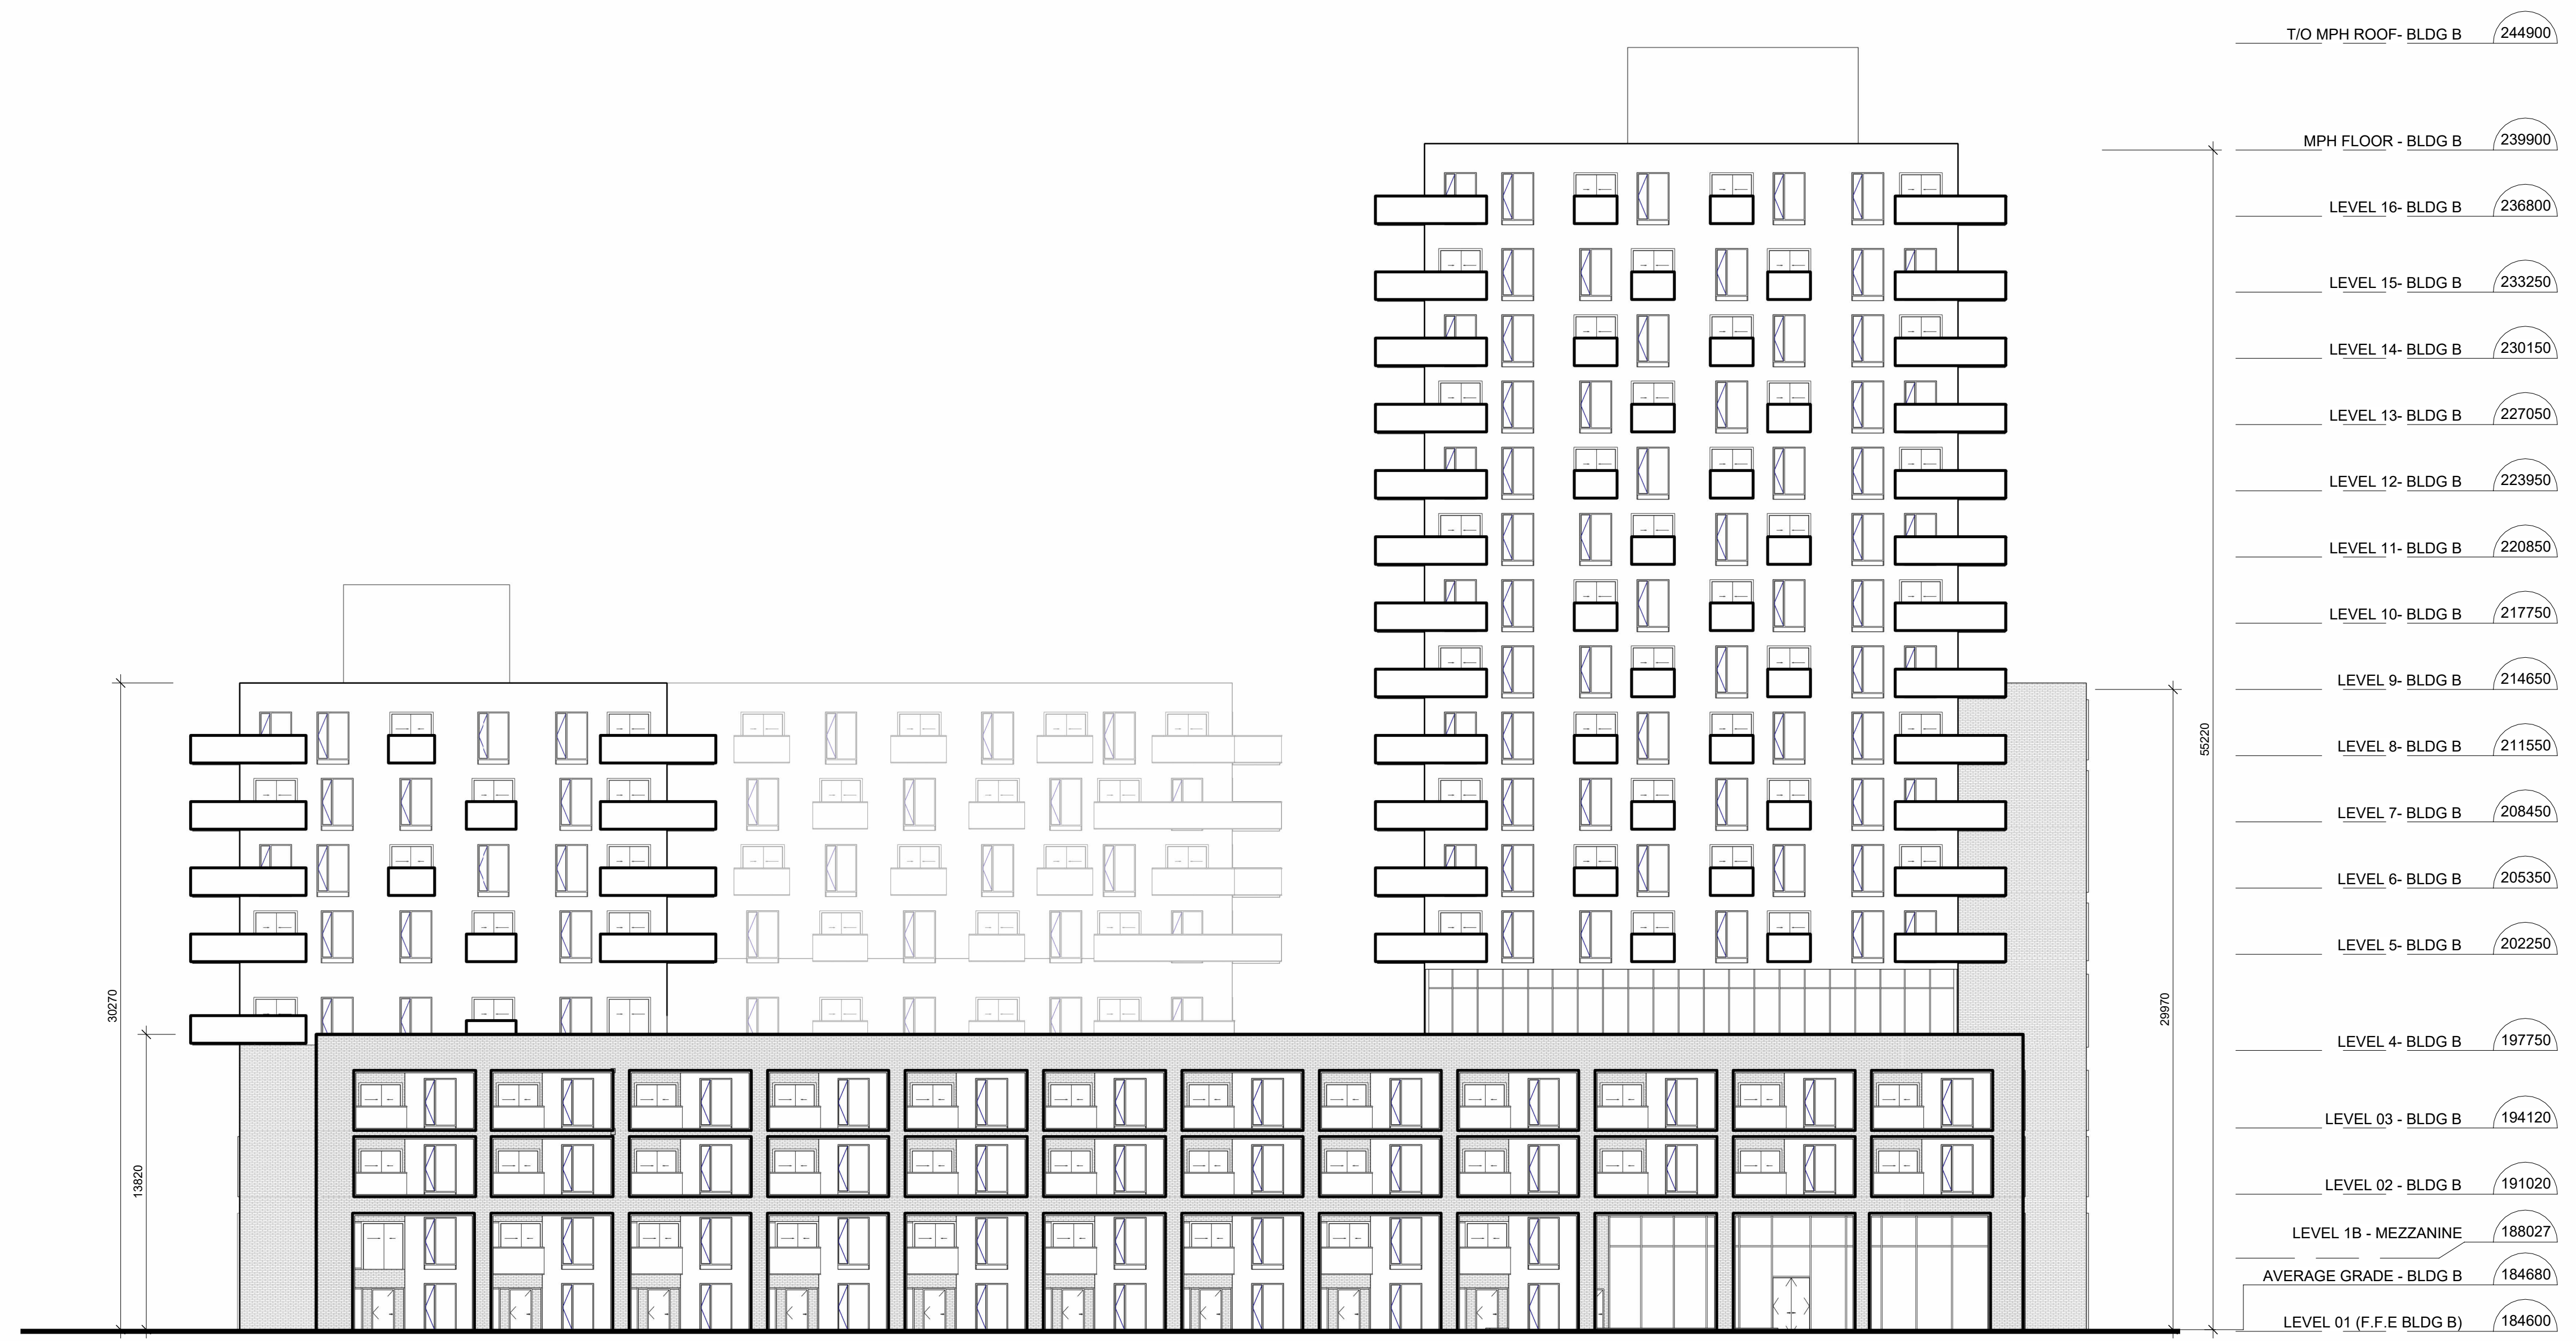 T/O MPH ROOF- BLDG B 244900
MPH FLOOR - BLDG B 239900
LEVEL 16- BLDG B 236800
LEVEL 15- BLDG B 233250
LEVEL 14- BLDG B 230150
LEVEL 13- BLDG B 227050
LEVEL 12- BLDG B 223950
LEVEL 11- BLDG B 220850
LEVEL 10- BLDG B 217750
LEVEL 9- BLDG B 214650
LEVEL 8- BLDG B 211550
LEVEL 7- BLDG B 208450
LEVEL 6- BLDG B 205350
LEVEL 5- BLDG B 202250
LEVEL 4- BLDG B 197750
LEVEL 03 - BLDG B 194120
LEVEL 02 - BLDG B 191020
LEVEL 1B - MEZZANINE 188027
AVERAGE GRADE - BLDG B 184680
LEVEL 01 (F.F.E BLDG B) 184600
30270
13820
29970
55220